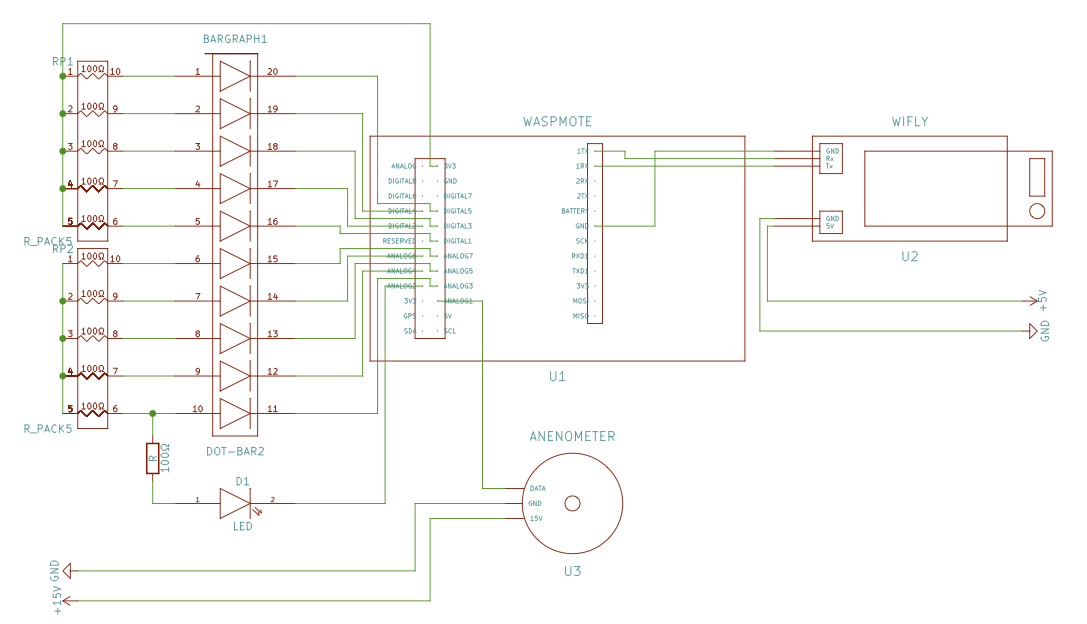 BARGRAPH1
RP1
1 100Ω 10 1 20
2 100Ω 9 2 19
3 100Ω 8 3 18
4 100Ω 7 4 17
5 100Ω 6 5 16
R_PACK5
RP2
1 100Ω 10 6 15
2 100Ω 9 7 14
3 100Ω 8 8 13
4 100Ω 7 9 12
5 100Ω 6 10 11
R_PACK5
DOT-BAR2
R
100Ω
D1
1 2
LED
GND
+15V
WASPMOTE
ANALOG 3V3
DIGITAL8 GND
DIGITAL6 DIGITAL7
DIGITAL4 DIGITAL5
DIGITAL2 DIGITAL3
RESERVED DIGITAL1
ANALOG6 ANALOG7
ANALOG4 ANALOG5
ANALOG2 ANALOG3
3V3 ANALOG1
GPS 5V
SDA SCL
1TX
1RX
2RX
2TX
BATTERY
GND
SCK
RXD1
TXD1
3V3
MOSI
MISO
U1
WIFLY
GND
Rx
Tx
GND
5V
U2
+5V
GND
ANENOMETER
DATA
GND
15V
U3